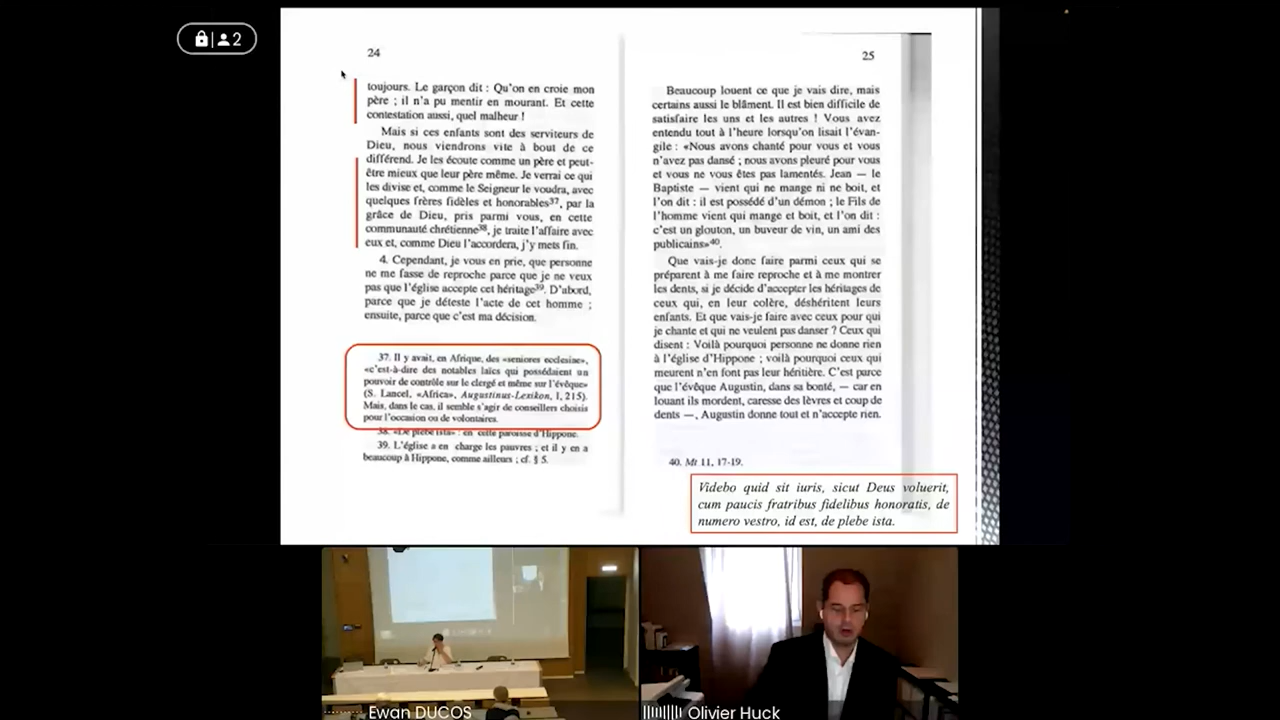 2
24
toujours. Le garçon dit : Qu'on en croie mon
père ; il n'a pu mentir en mourant. Et cette
contestation aussi, quel malheur !
Mais si ces enfants sont des serviteurs de
Dieu, nous viendrons vite à bout de ce
différend. Je les écoute comme un père et peut-
être mieux que leur père même. Je verrai ce qui
les divise et, comme le Seigneur le voudra, avec
quelques frères fidèles et honorables37, par la
grâce de Dieu, pris parmi vous, en cette
communauté chrétienne38, je traite l'affaire avec
eux et, comme Dieu l'accordera, j'y mets fin.
4. Cependant, je vous en prie, que personne
ne me fasse de reproche parce que je ne veux
pas que l'église accepte cet héritage39. D'abord,
parce que je déteste l'acte de cet homme ;
ensuite, parce que c'est ma décision.
37. Il y avait, en Afrique, des «seniores ecclesiae»,
«c'est-à-dire des notables laïcs qui possédaient un
pouvoir de contrôle sur le clergé et même sur l'évêque»
(S. Lancel, «Africa», Augustinus-Lexikon, I, 215).
Mais, dans le cas, il semble s'agir de conseillers choisis
pour l'occasion ou de volontaires.
38. «De plebe ista» : en cette paroisse d'Hippone.
39. L'église a en charge les pauvres ; et il y en a
beaucoup à Hippone, comme ailleurs ; cf. § 5.
25
Beaucoup louent ce que je vais dire, mais
certains aussi le blâment. Il est bien difficile de
satisfaire les uns et les autres ! Vous avez
entendu tout à l'heure lorsqu'on lisait l'évan-
gile : «Nous avons chanté pour vous et vous
n'avez pas dansé ; nous avons pleuré pour vous
et vous ne vous êtes pas lamentés. Jean — le
Baptiste — vient qui ne mange ni ne boit, et
l'on dit : il est possédé d'un démon ; le Fils de
l'homme vient qui mange et boit, et l'on dit :
c'est un glouton, un buveur de vin, un ami des
publicains»40.
Que vais-je donc faire parmi ceux qui se
préparent à me faire reproche et à me montrer
les dents, si je décide d'accepter les héritages de
ceux qui, en leur colère, déshéritent leurs
enfants. Et que vais-je faire avec ceux pour qui
je chante et qui ne veulent pas danser ? Ceux qui
disent : Voilà pourquoi personne ne donne rien
à l'église d'Hippone ; voilà pourquoi ceux qui
meurent n'en font pas leur héritière. C'est parce
que l'évêque Augustin, dans sa bonté, — car en
louant ils mordent, caresse des lèvres et coup de
dents —, Augustin donne tout et n'accepte rien.
40. Mt 11, 17-19.
Videbo quid sit iuris, sicut Deus voluerit,
cum paucis fratribus fidelibus honoratis, de
numero vestro, id est, de plebe ista.
Ewan DUCOS
Olivier Huck